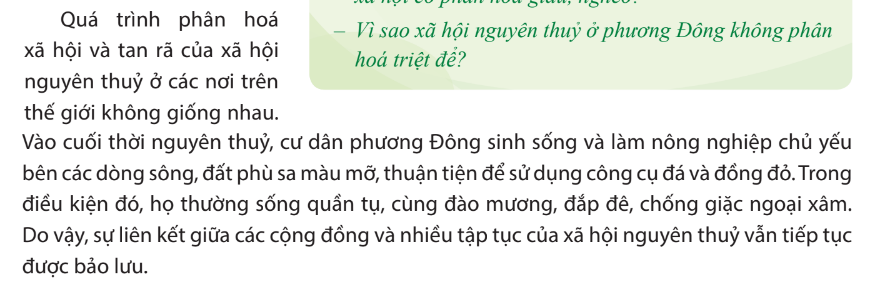 Quá trình phân hoá
xã hội và tan rã của xã hội
nguyên thuỷ ở các nơi trên
thế giới không giống nhau.
– Vì sao xã hội nguyên thuỷ ở phương Đông không phân
hoá triệt để?
Vào cuối thời nguyên thuỷ, cư dân phương Đông sinh sống và làm nông nghiệp chủ yếu
bên các dòng sông, đất phù sa màu mỡ, thuận tiện để sử dụng công cụ đá và đồng đỏ. Trong
điều kiện đó, họ thường sống quần tụ, cùng đào mương, đắp đê, chống giặc ngoại xâm.
Do vậy, sự liên kết giữa các cộng đồng và nhiều tập tục của xã hội nguyên thuỷ vẫn tiếp tục
được bảo lưu.